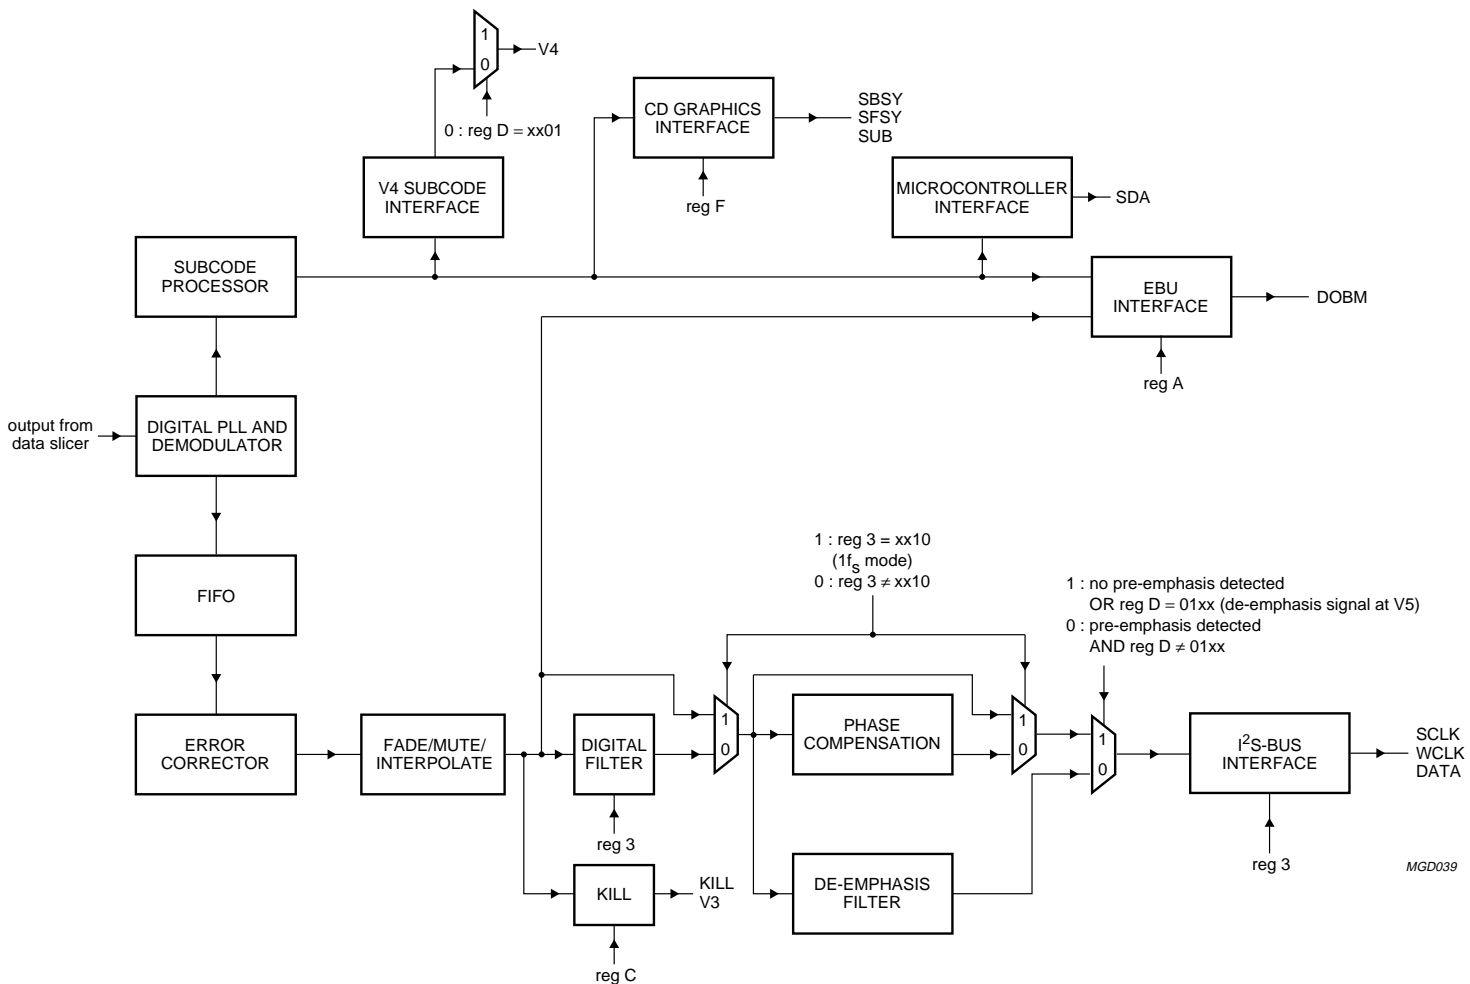 1
0
V4
0 : reg D = xx01
V4 SUBCODE
INTERFACE
CD GRAPHICS
INTERFACE
SBSY
SFSY
SUB
reg F
MICROCONTROLLER
INTERFACE
SDA
SUBCODE
PROCESSOR
EBU
INTERFACE
DOBM
reg A
output from
data slicer
DIGITAL PLL AND
DEMODULATOR
FIFO
1 : reg 3 = xx10
(1fs mode)
0 : reg 3 ≠ xx10
1 : no pre-emphasis detected
OR reg D = 01xx (de-emphasis signal at V5)
0 : pre-emphasis detected
AND reg D ≠ 01xx
ERROR
CORRECTOR
FADE/MUTE/
INTERPOLATE
DIGITAL
FILTER
reg 3
1
0
PHASE
COMPENSATION
1
0
1
0
I²S-BUS
INTERFACE
SCLK
WCLK
DATA
reg 3
KILL
KILL
V3
reg C
DE-EMPHASIS
FILTER
MGD039